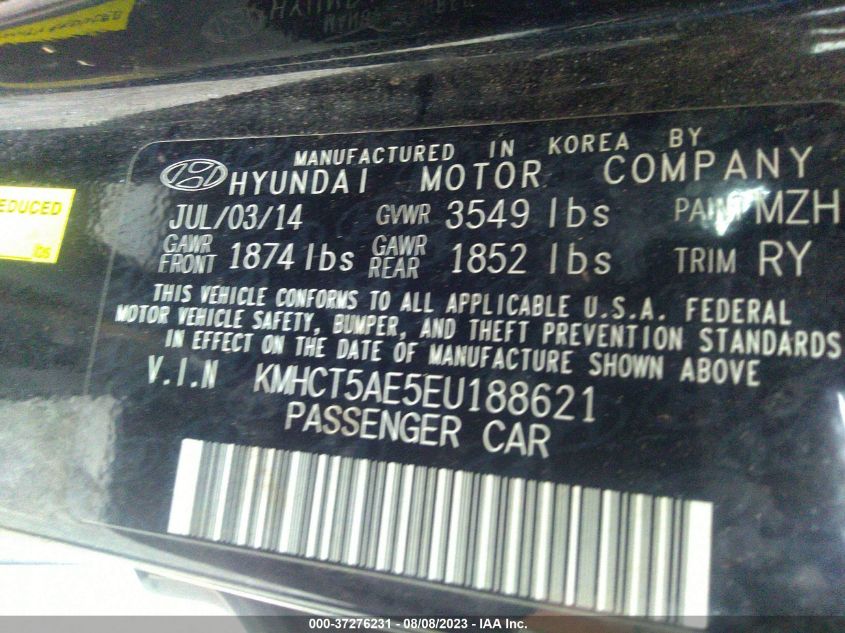 MANUFACTURED IN KOREA BY
HYUNDAI MOTOR COMPANY
JUL/03/14 GVWR 3549 lbs PAINT MZH
GAWR FRONT 1874 lbs GAWR REAR 1852 lbs TRIM RY
THIS VEHICLE CONFORMS TO ALL APPLICABLE U.S.A. FEDERAL
MOTOR VEHICLE SAFETY, BUMPER, AND THEFT PREVENTION STANDARDS
IN EFFECT ON THE DATE OF MANUFACTURE SHOWN ABOVE
V.I.N KMHCT5AE5EU188621
PASSENGER CAR
EDUCED
000-37276231 - 08/08/2023 - IAA Inc.